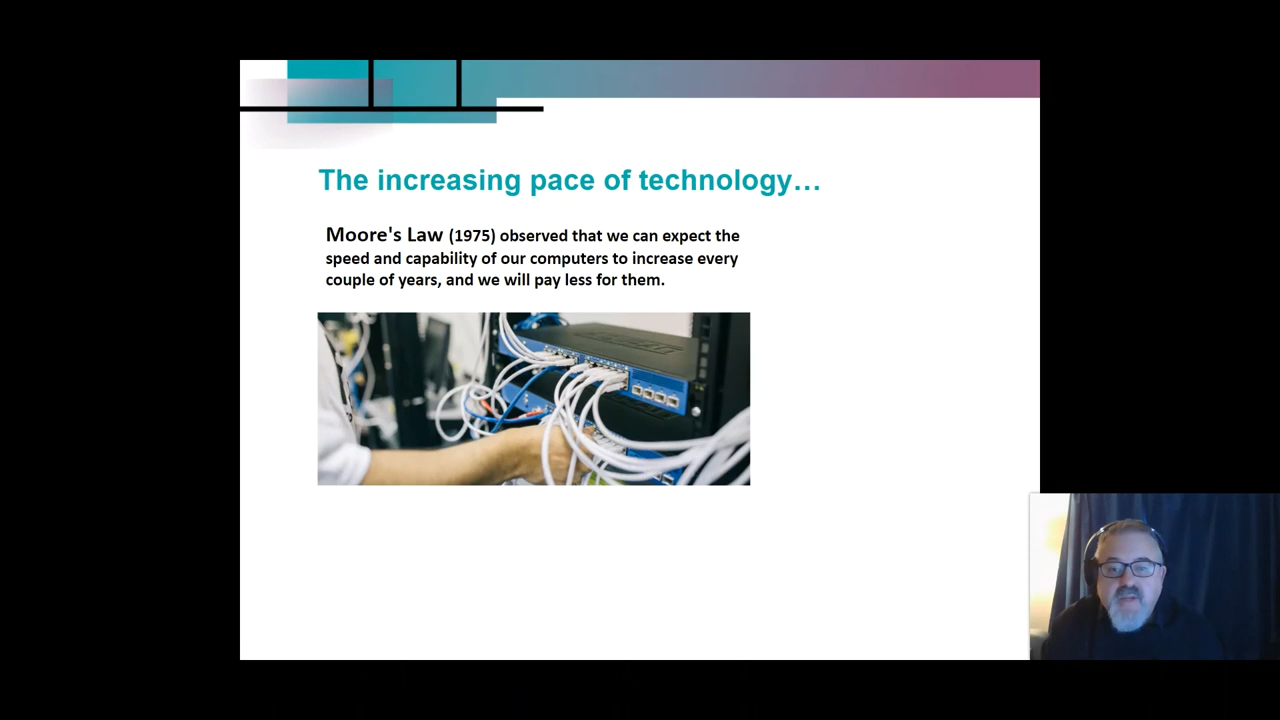 The increasing pace of technology…
Moore's Law (1975) observed that we can expect the
speed and capability of our computers to increase every
couple of years, and we will pay less for them.